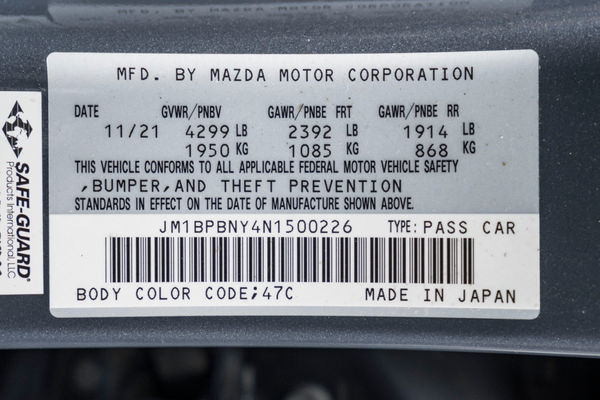 MFD. BY MAZDA MOTOR CORPORATION
DATE GVWR/PNBV GAWR/PNBE FRT GAWR/PNBE RR
11/21 4299 LB 2392 LB 1914 LB
1950 KG 1085 KG 868 KG
THIS VEHICLE CONFORMS TO ALL APPLICABLE FEDERAL MOTOR VEHICLE SAFETY
,BUMPER,AND THEFT PREVENTION
STANDARDS IN EFFECT ON THE DATE OF MANUFACTURE SHOWN ABOVE.
JM1BPBNY4N1500226 TYPE: PASS CAR
BODY COLOR CODE;47C MADE IN JAPAN
SAFE-GUARD®
Products International, LLC